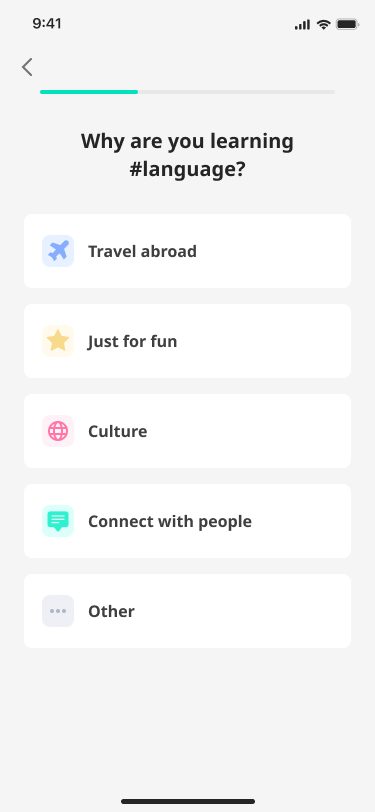 9:41
Why are you learning
#language?
Travel abroad
Just for fun
Culture
Connect with people
Other